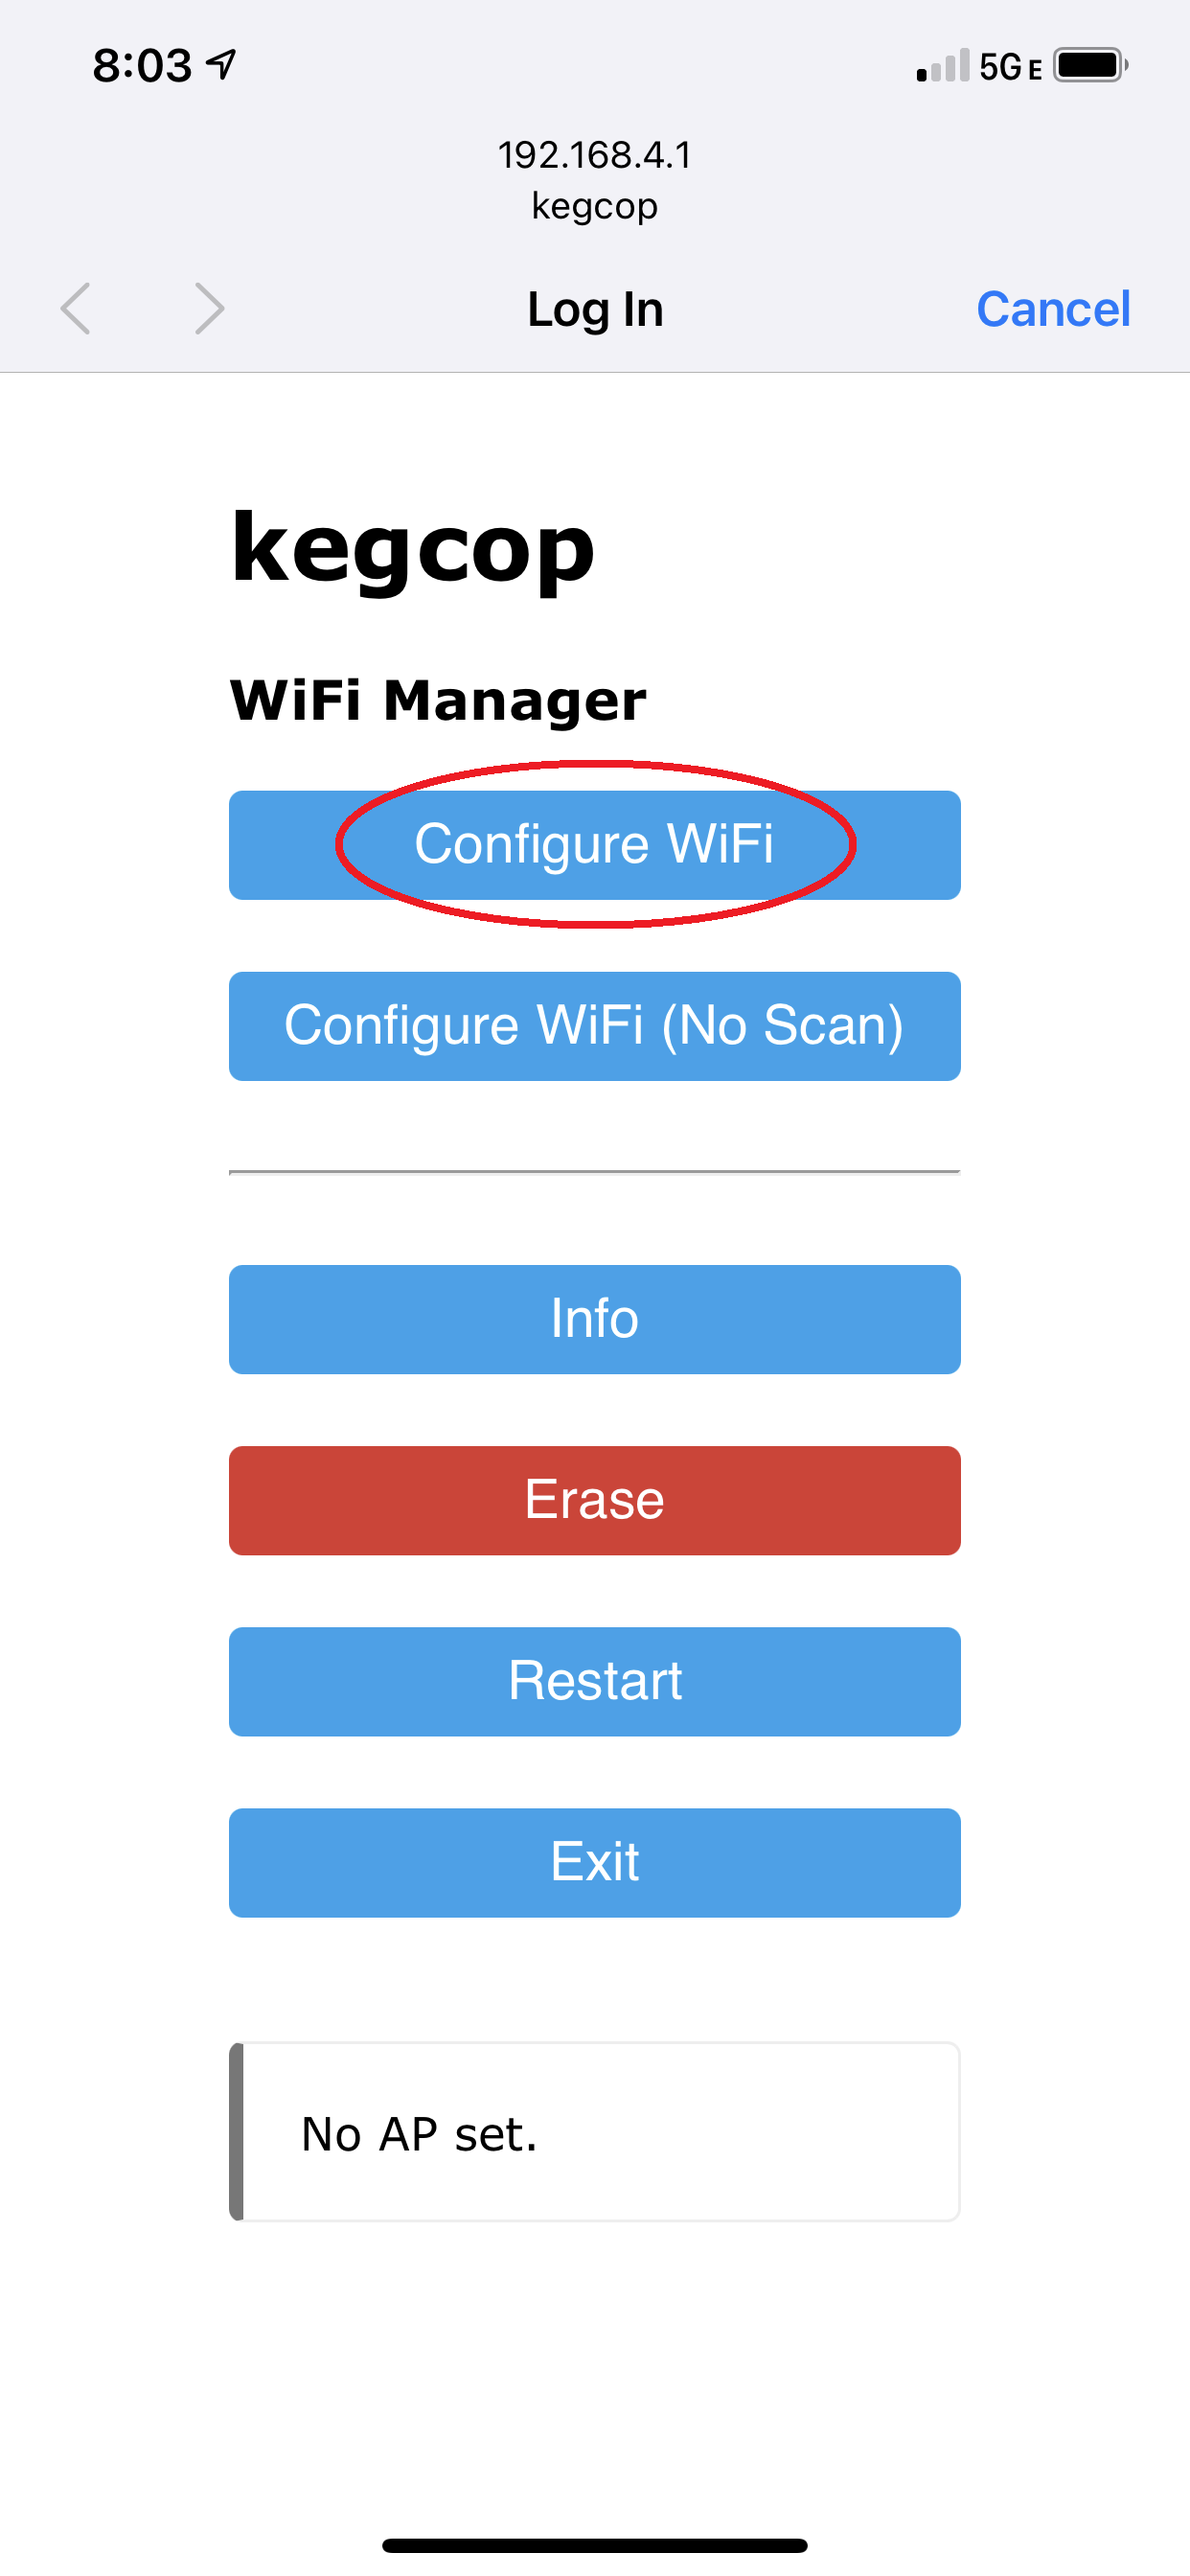 8:03 5G E
192.168.4.1
kegcop
Log In Cancel
kegcop
WiFi Manager
Configure WiFi
Configure WiFi (No Scan)
Info
Erase
Restart
Exit
No AP set.